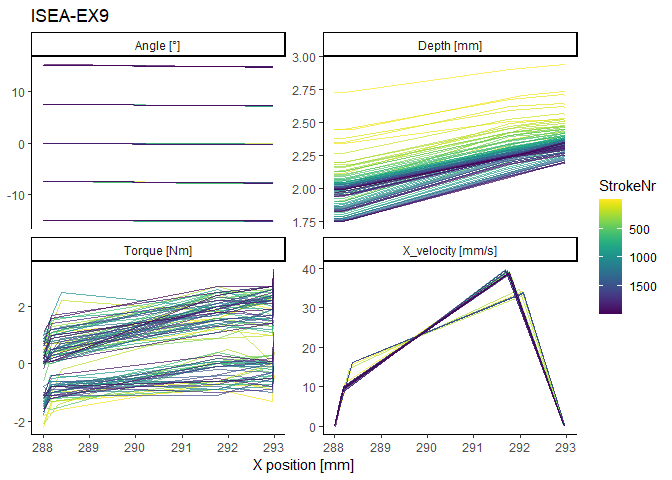 ISEA-EX9
Angle [°]
Depth [mm]
10
0
-10
3.00
2.75
2.50
2.25
2.00
1.75
StrokeNr
500
1000
1500
Torque [Nm]
X_velocity [mm/s]
2
0
-2
40
30
20
10
0
288 289 290 291 292 293
288 289 290 291 292 293
X position [mm]